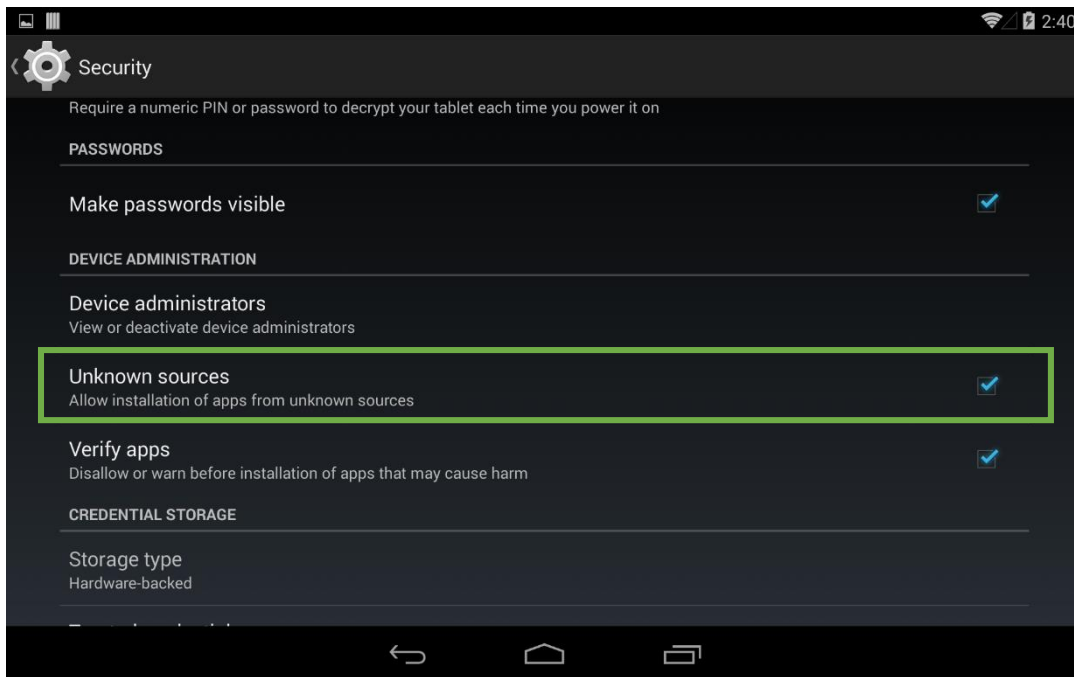 2:40
Security
Require a numeric PIN or password to decrypt your tablet each time you power it on
PASSWORDS
Make passwords visible
DEVICE ADMINISTRATION
Device administrators
View or deactivate device administrators
Unknown sources
Allow installation of apps from unknown sources
Verify apps
Disallow or warn before installation of apps that may cause harm
CREDENTIAL STORAGE
Storage type
Hardware-backed